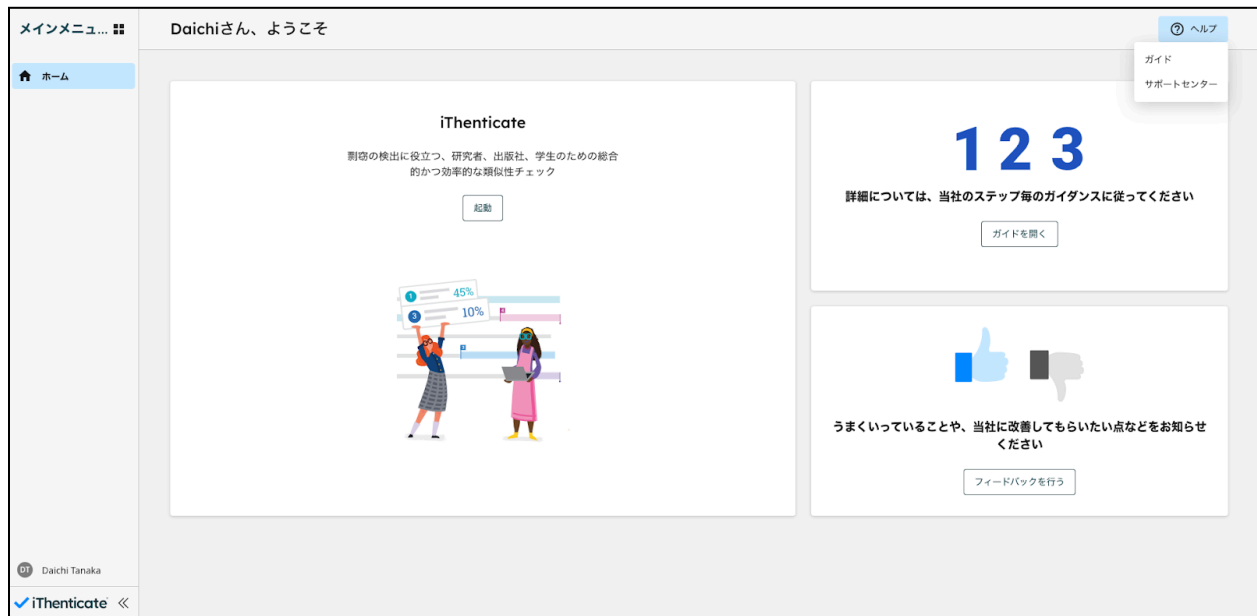 メインメニュ...
Daichiさん、ようこそ
ヘルプ
ガイド
サポートセンター
ホーム
iThenticate
剽窃の検出に役立つ、研究者、出版社、学生のための総合
的かつ効率的な類似性チェック
起動
1 45%
3 10%
1 2 3
詳細については、当社のステップ毎のガイダンスに従ってください
ガイドを開く
うまくいっていることや、当社に改善してもらいたい点などをお知らせ
ください
フィードバックを行う
DT Daichi Tanaka
iThenticate